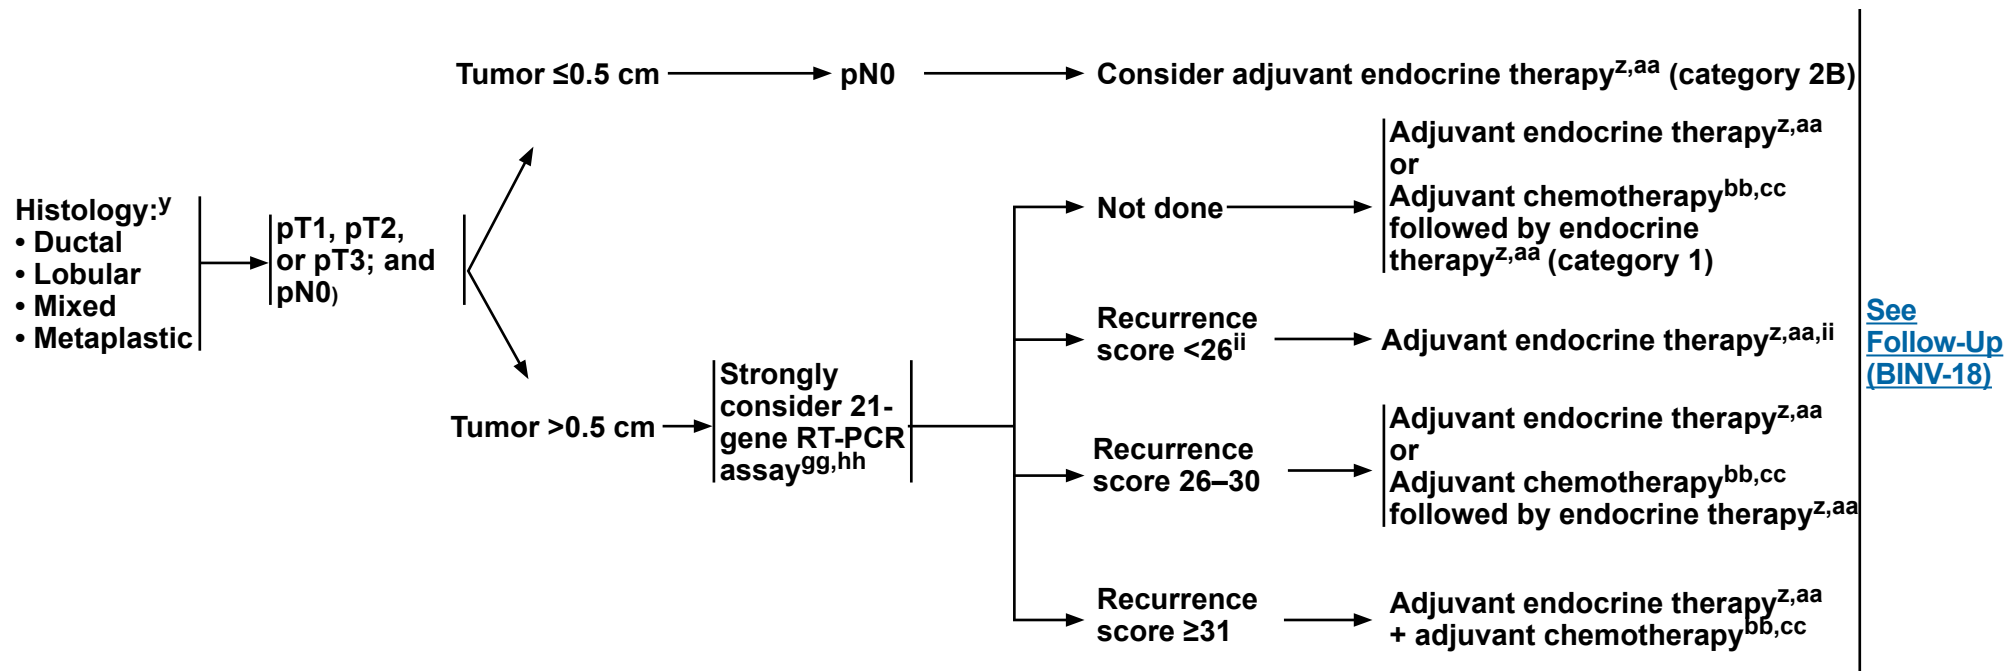 Tumor ≤0.5 cm
pN0
Consider adjuvant endocrine therapyz,aa (category 2B)
Histology:y
• Ductal
• Lobular
• Mixed
• Metaplastic
pT1, pT2,
or pT3; and
pN0)
Tumor >0.5 cm
Strongly
consider 21-
gene RT-PCR
assaygg,hh
Not done
Adjuvant endocrine therapyz,aa
or
Adjuvant chemotherapybb,cc
followed by endocrine
therapyz,aa (category 1)
Recurrence
score <26ii
Adjuvant endocrine therapyz,aa,ii
Recurrence
score 26–30
Adjuvant endocrine therapyz,aa
or
Adjuvant chemotherapybb,cc
followed by endocrine therapyz,aa
Recurrence
score ≥31
Adjuvant endocrine therapyz,aa
+ adjuvant chemotherapybb,cc
See
Follow-Up
(BINV-18)